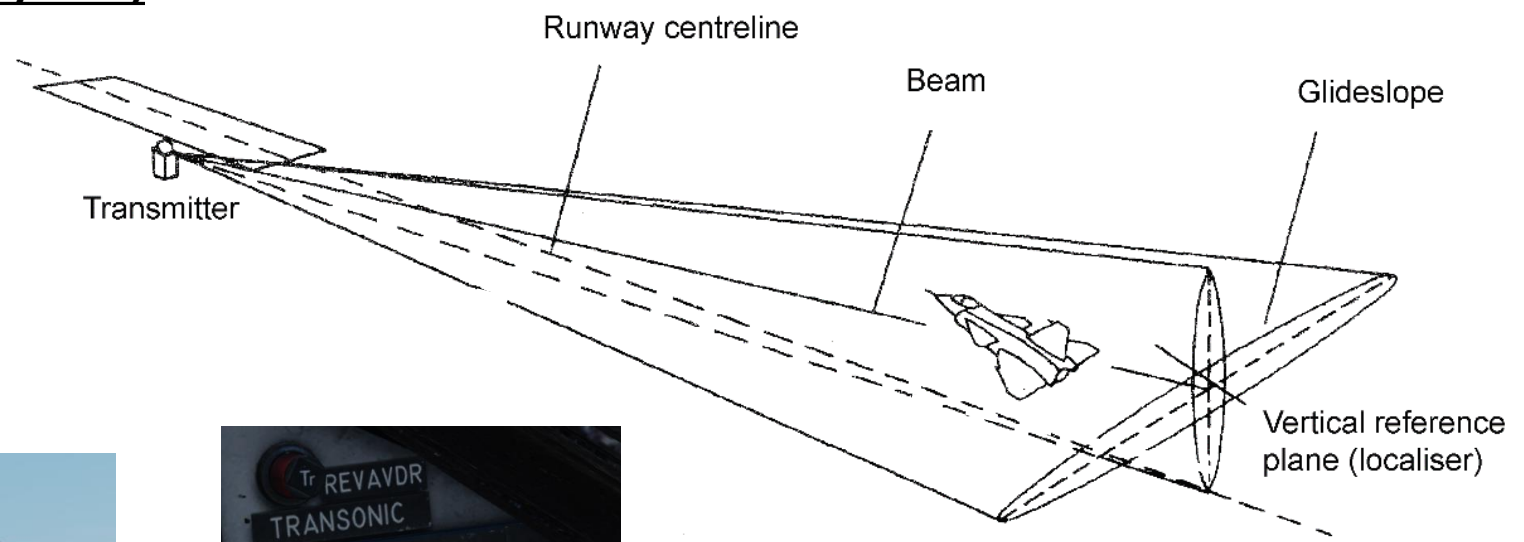 Runway centreline
Beam
Glideslope
Transmitter
Vertical reference
plane (localiser)
Tr REVAVDR
TRANSONIC